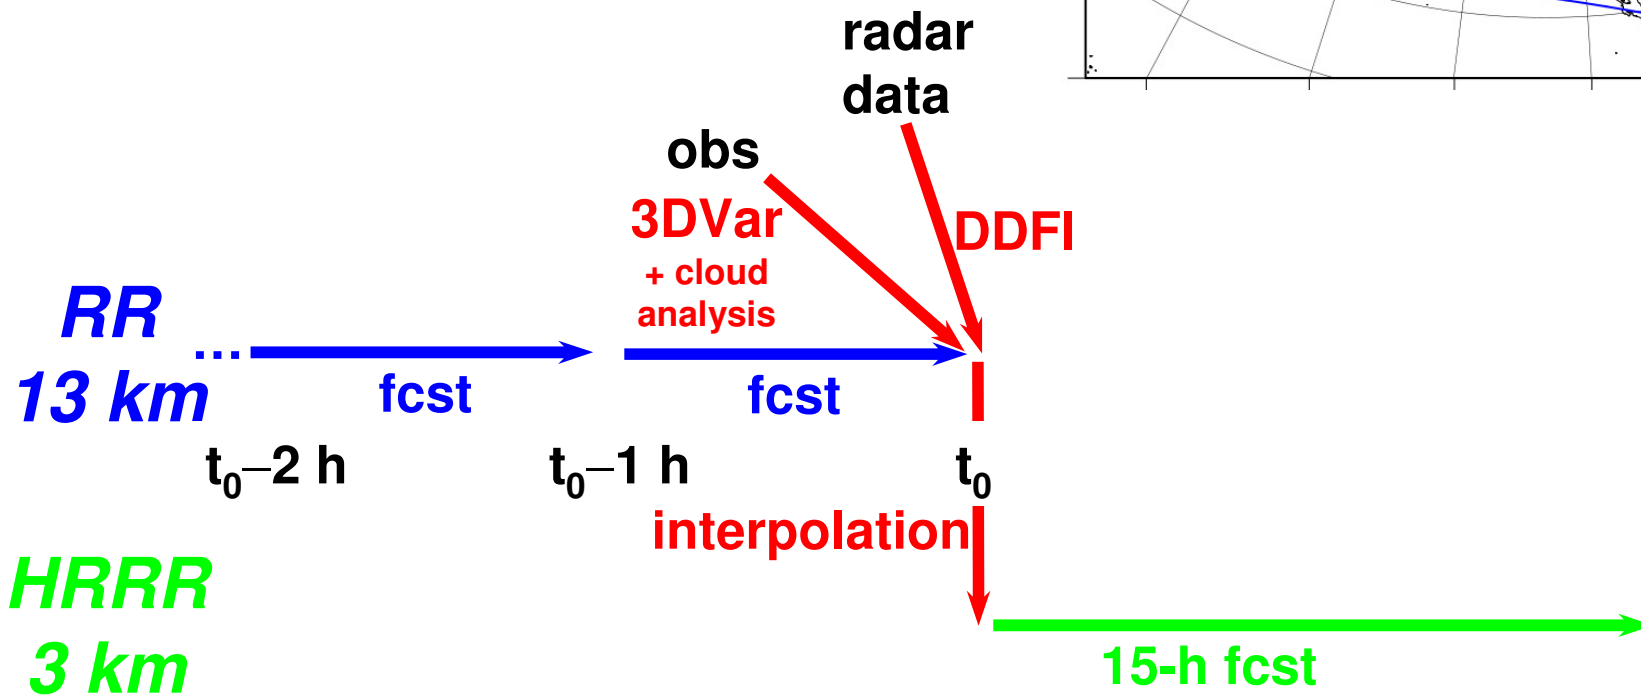 radar
data
obs
3DVar
+ cloud
analysis
DDFI
RR
13 km
...
fcst
fcst
t0–2 h
t0–1 h
t0
interpolation
HRRR
3 km
15-h fcst